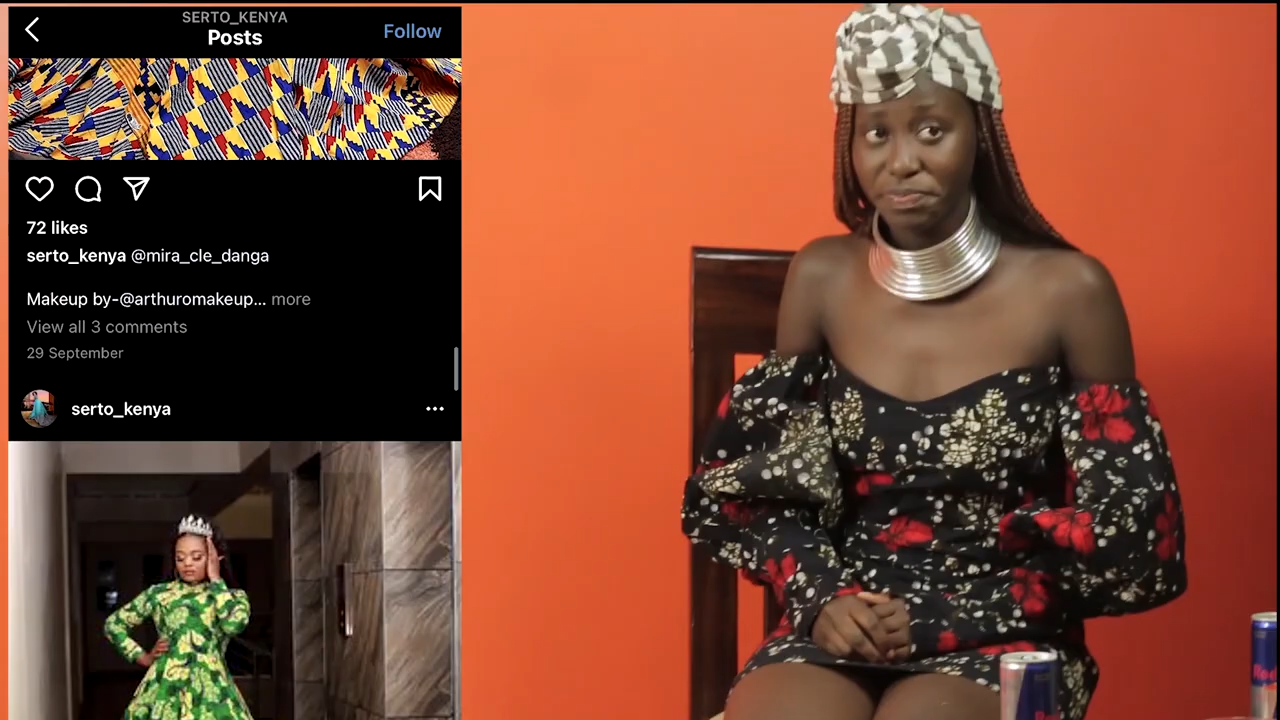 SERTO_KENYA
Posts
Follow
72 likes
serto_kenya @mira_cle_danga
Makeup by-@arthuromakeup... more
View all 3 comments
29 September
serto_kenya